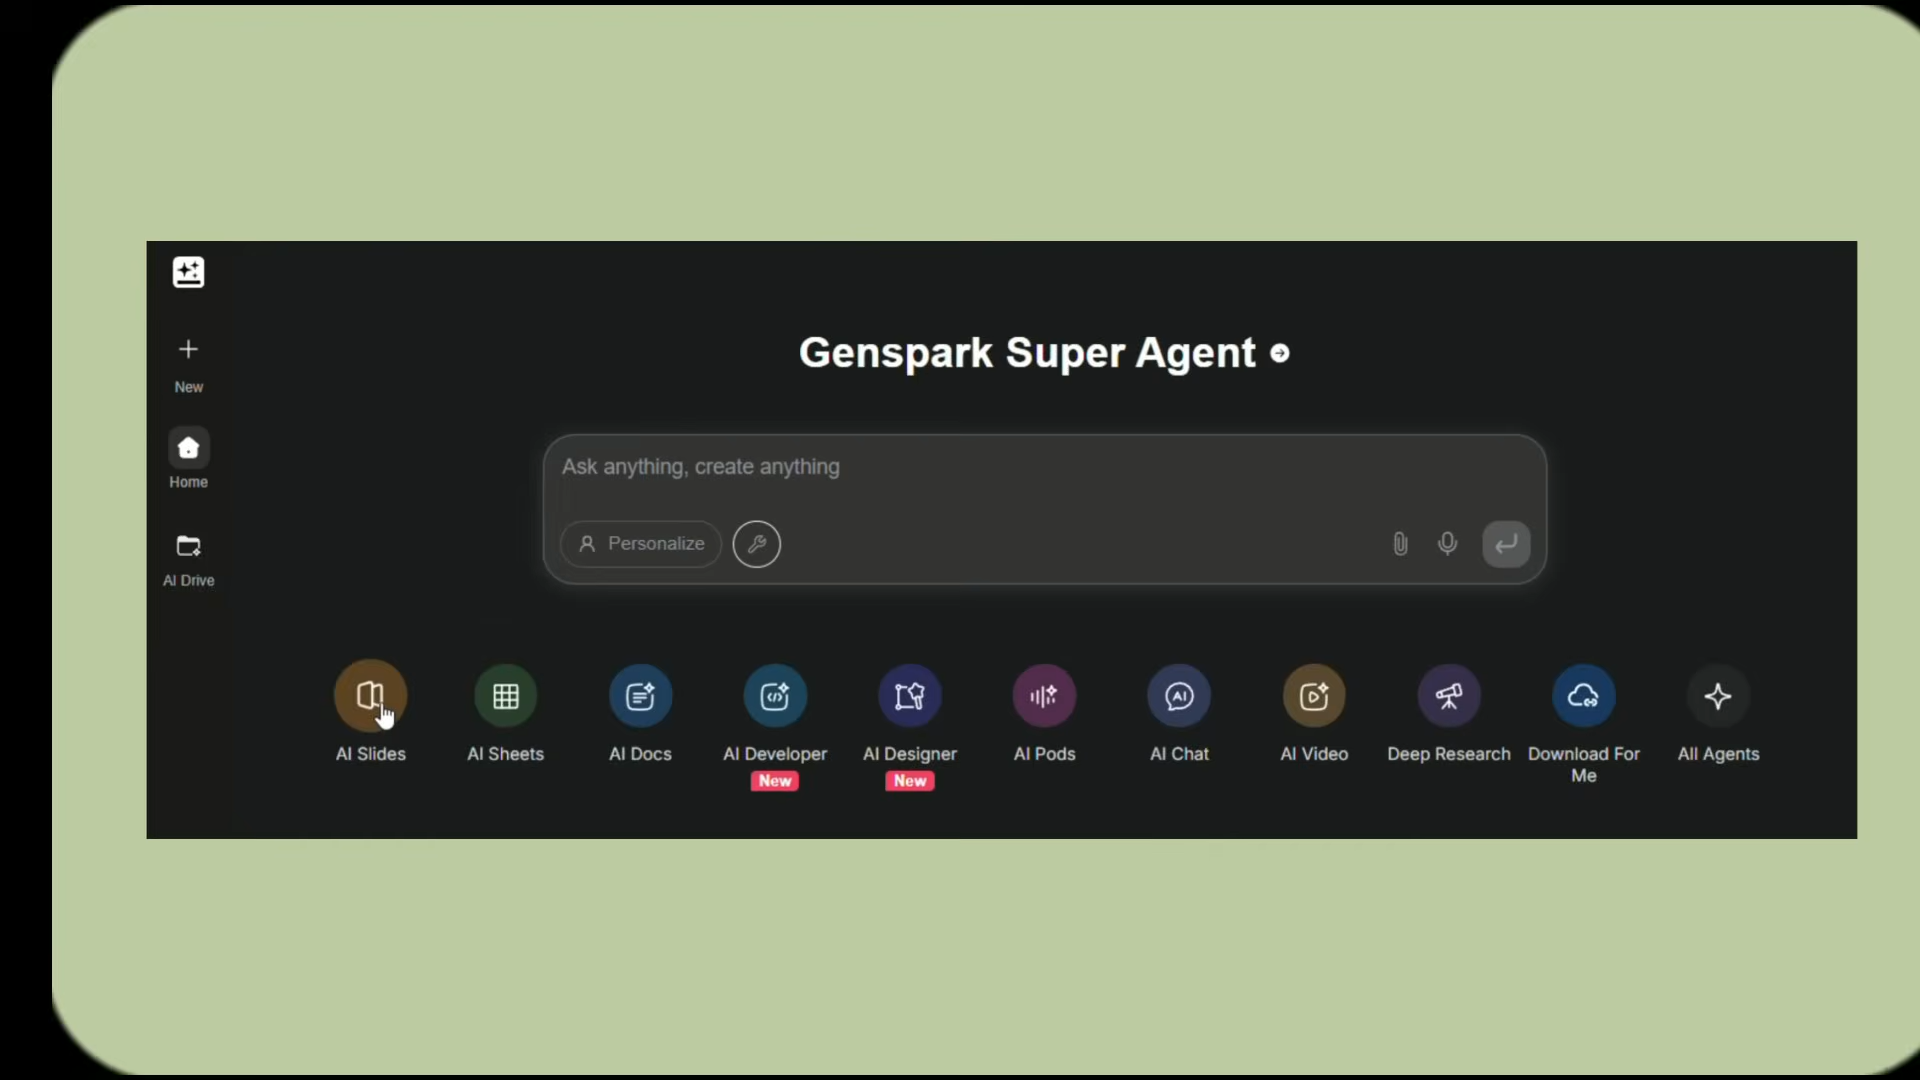 Genspark Super Agent
New
Home
AI Drive
Ask anything, create anything
Personalize
AI Slides
AI Sheets
AI Docs
AI Developer
New
AI Designer
New
AI Pods
AI Chat
AI Video
Deep Research
Download For
Me
All Agents